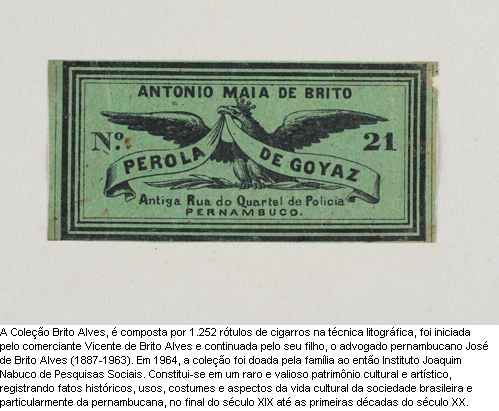 ANTONIO MAIA DE BRITO
Nº. 21
PEROLA DE GOYAZ
Antiga Rua do Quartel de Policia
PERNAMBUCO.
A Coleção Brito Alves, é composta por 1.252 rótulos de cigarros na técnica litográfica, foi iniciada
pelo comerciante Vicente de Brito Alves e continuada pelo seu filho, o advogado pernambucano José
de Brito Alves (1887-1963). Em 1964, a coleção foi doada pela família ao então Instituto Joaquim
Nabuco de Pesquisas Sociais. Constitui-se em um raro e valioso patrimônio cultural e artístico,
registrando fatos históricos, usos, costumes e aspectos da vida cultural da sociedade brasileira e
particularmente da pernambucana, no final do século XIX até as primeiras décadas do século XX.